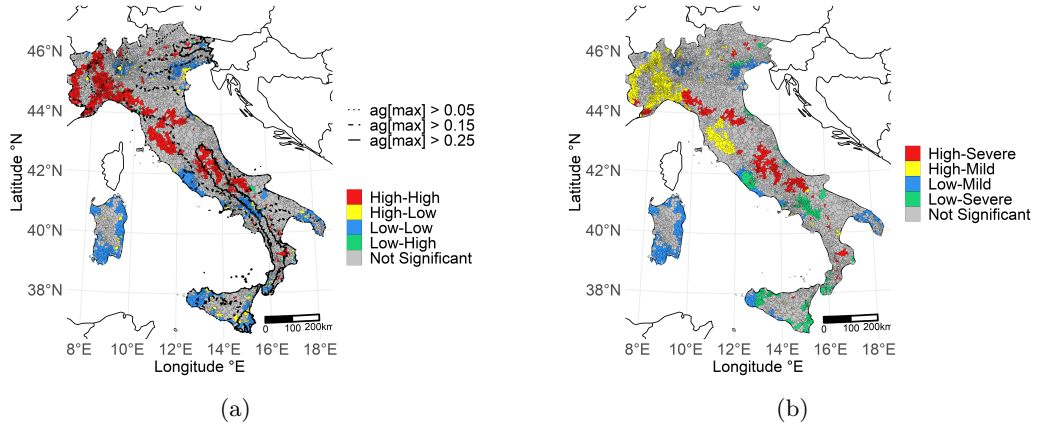 46°N
44°N
42°N
40°N
38°N
Latitude °N
8°E 10°E 12°E 14°E 16°E 18°E
Longitude °E
0 100 200km
ag[max] > 0.05
ag[max] > 0.15
ag[max] > 0.25
High-High
High-Low
Low-Low
Low-High
Not Significant
(a)
46°N
44°N
42°N
40°N
38°N
Latitude °N
8°E 10°E 12°E 14°E 16°E 18°E
Longitude °E
0 100 200km
High-Severe
High-Mild
Low-Mild
Low-Severe
Not Significant
(b)